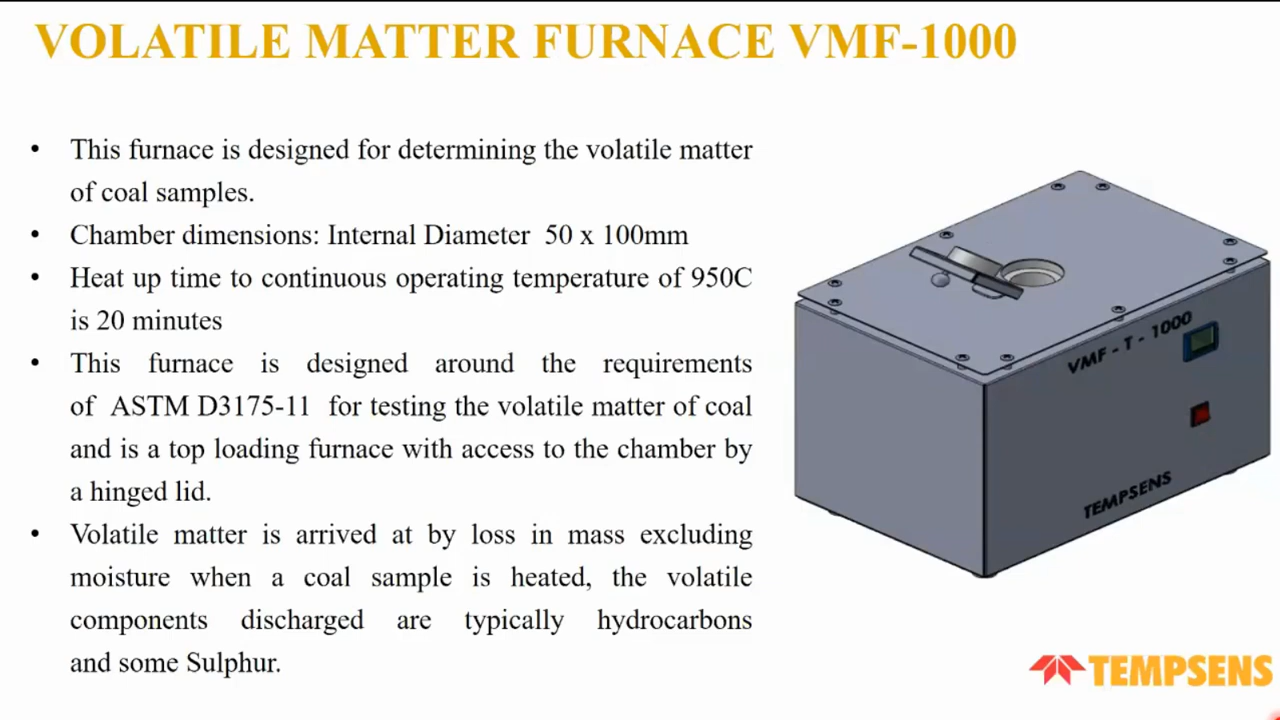 VOLATILE MATTER FURNACE VMF-1000
• This furnace is designed for determining the volatile matter
of coal samples.
• Chamber dimensions: Internal Diameter 50 x 100mm
• Heat up time to continuous operating temperature of 950C
is 20 minutes
• This furnace is designed around the requirements
of ASTM D3175-11 for testing the volatile matter of coal
and is a top loading furnace with access to the chamber by
a hinged lid.
• Volatile matter is arrived at by loss in mass excluding
moisture when a coal sample is heated, the volatile
components discharged are typically hydrocarbons
and some Sulphur.
VMF - T - 1000
TEMPSENS
TEMPSENS